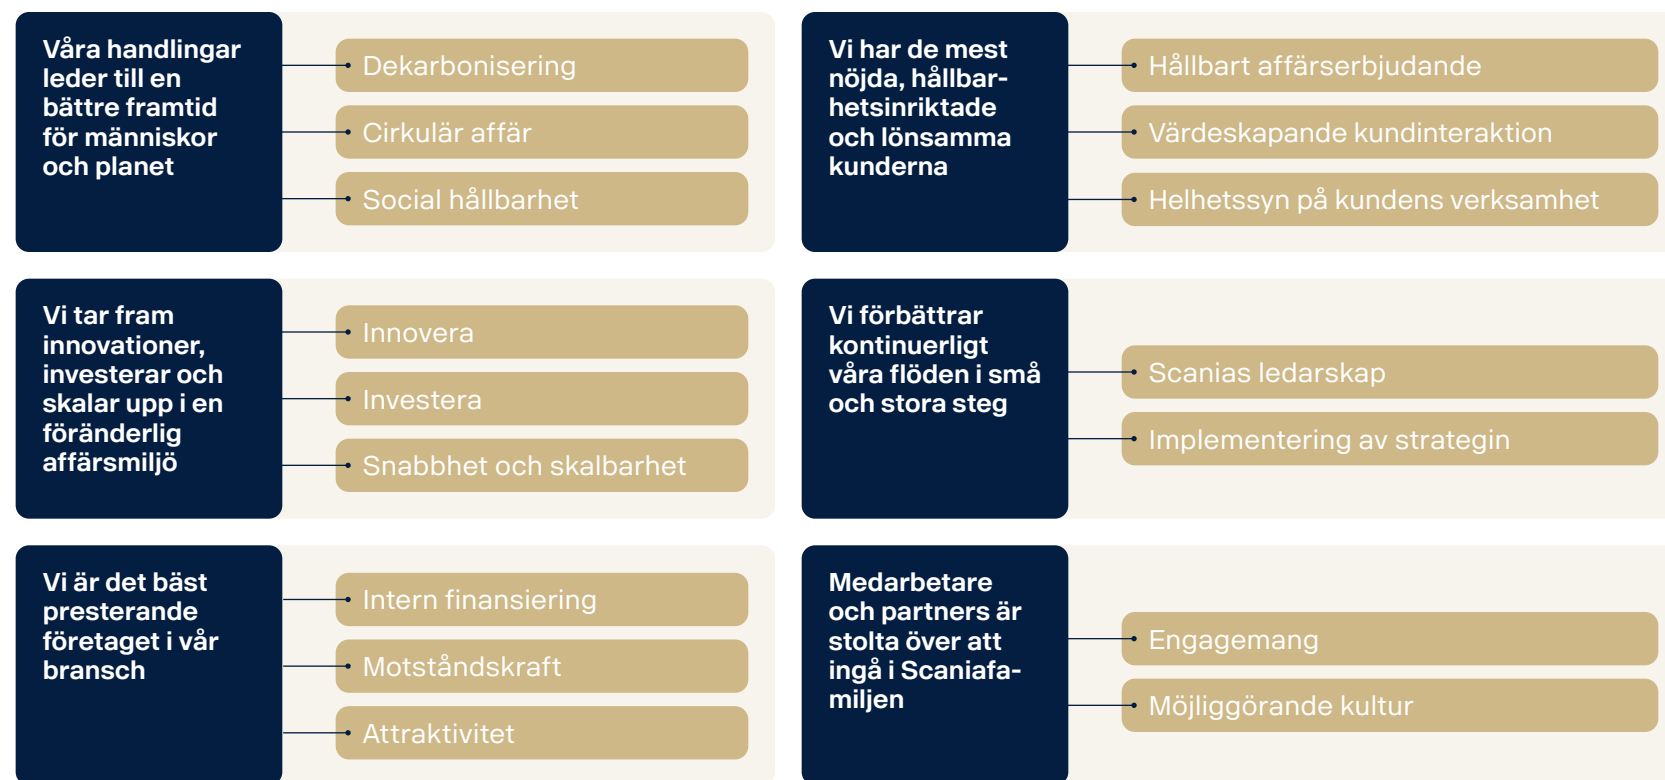 Våra handlingar
leder till en
bättre framtid
för människor
och planet
Dekarbonisering
Cirkulär affär
Social hållbarhet
Vi har de mest
nöjda, hållbar-
hetsinriktade
och lönsamma
kunderna
Hållbart affärserbjudande
Värdeskapande kundinteraktion
Helhetssyn på kundens verksamhet
Vi tar fram
innovationer,
investerar och
skalar upp i en
föränderlig
affärsmiljö
Innovera
Investera
Snabbhet och skalbarhet
Vi förbättrar
kontinuerligt
våra flöden i små
och stora steg
Scanias ledarskap
Implementering av strategin
Vi är det bäst
presterande
företaget i vår
bransch
Intern finansiering
Motståndskraft
Attraktivitet
Medarbetare
och partners är
stolta över att
ingå i Scaniafa-
miljen
Engagemang
Möjliggörande kultur